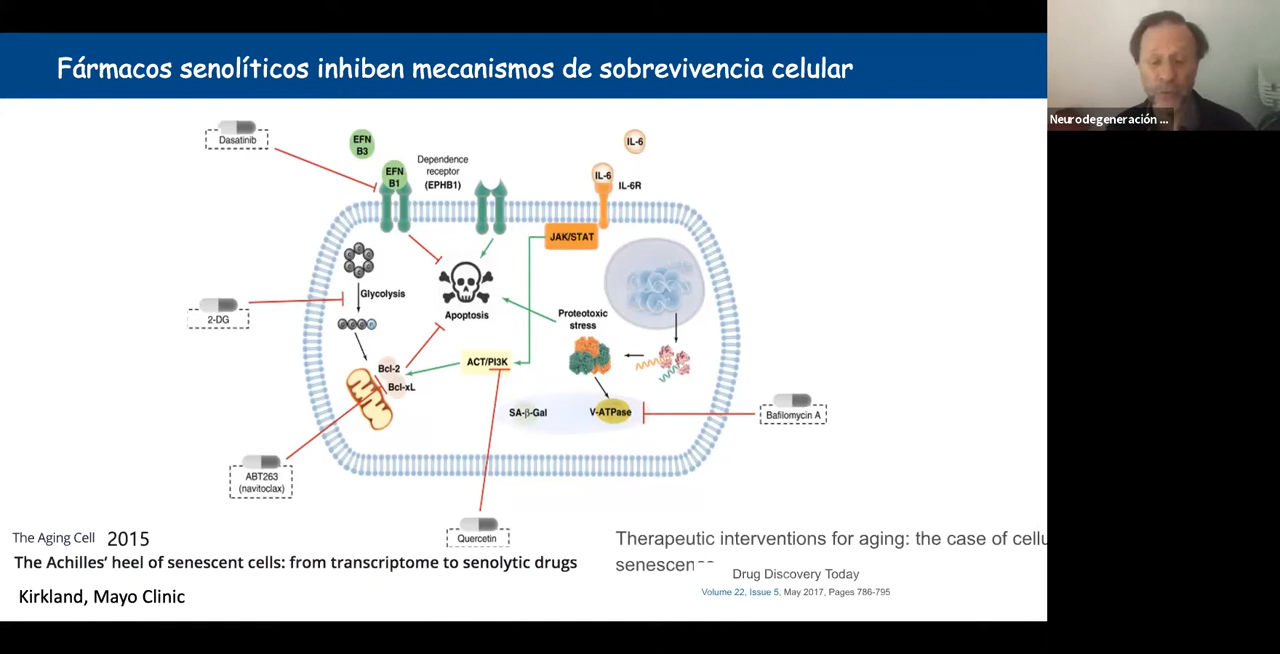 Fármacos senolíticos inhiben mecanismos de sobrevivencia celular
Neurodegeneración ...
Dasatinib
EFN
B3
EFN
B1
Dependence
receptor
(EPHB1)
IL-6
IL-6
IL-6R
JAK/STAT
Glycolysis
Apoptosis
2-DG
Proteotoxic
stress
Bcl-2
Bcl-xL
ACT/PI3K
SA-β-Gal
V-ATPase
Bafilomycin A
ABT263
(navitoclax)
Quercetin
The Aging Cell 2015
The Achilles' heel of senescent cells: from transcriptome to senolytic drugs
Kirkland, Mayo Clinic
Therapeutic interventions for aging: the case of cellu
Drug Discovery Today
Volume 22, Issue 5, May 2017, Pages 786-795